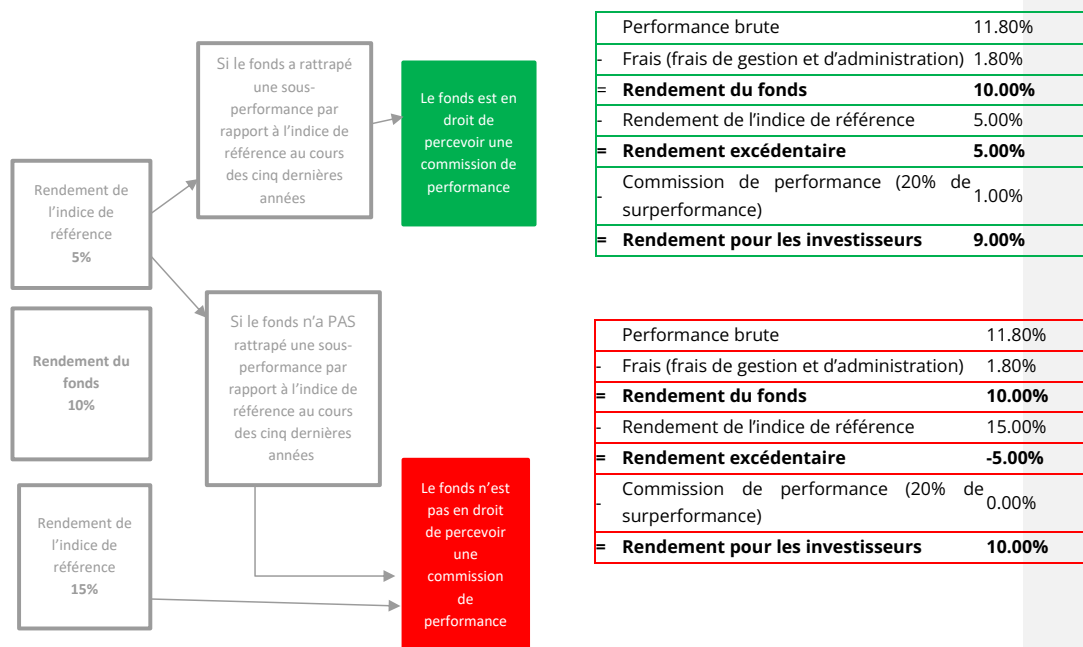 Rendement de
l'indice de
référence
5%
Rendement du
fonds
10%
Rendement de
l'indice de
référence
15%
Si le fonds a rattrapé
une sous-
performance par
rapport à l'indice de
référence au cours
des cinq dernières
années
Si le fonds n'a PAS
rattrapé une sous-
performance par
rapport à l'indice de
référence au cours
des cinq dernières
années
Le fonds est en
droit de
percevoir une
commission de
performance
Le fonds n'est
pas en droit
de percevoir
une
commission
de
performance
Performance brute 11.80%
- Frais (frais de gestion et d'administration) 1.80%
= Rendement du fonds 10.00%
- Rendement de l'indice de référence 5.00%
= Rendement excédentaire 5.00%
- Commission de performance (20% de
surperformance) 1.00%
= Rendement pour les investisseurs 9.00%
Performance brute 11.80%
- Frais (frais de gestion et d'administration) 1.80%
= Rendement du fonds 10.00%
- Rendement de l'indice de référence 15.00%
= Rendement excédentaire -5.00%
- Commission de performance (20% de
surperformance) 0.00%
= Rendement pour les investisseurs 10.00%